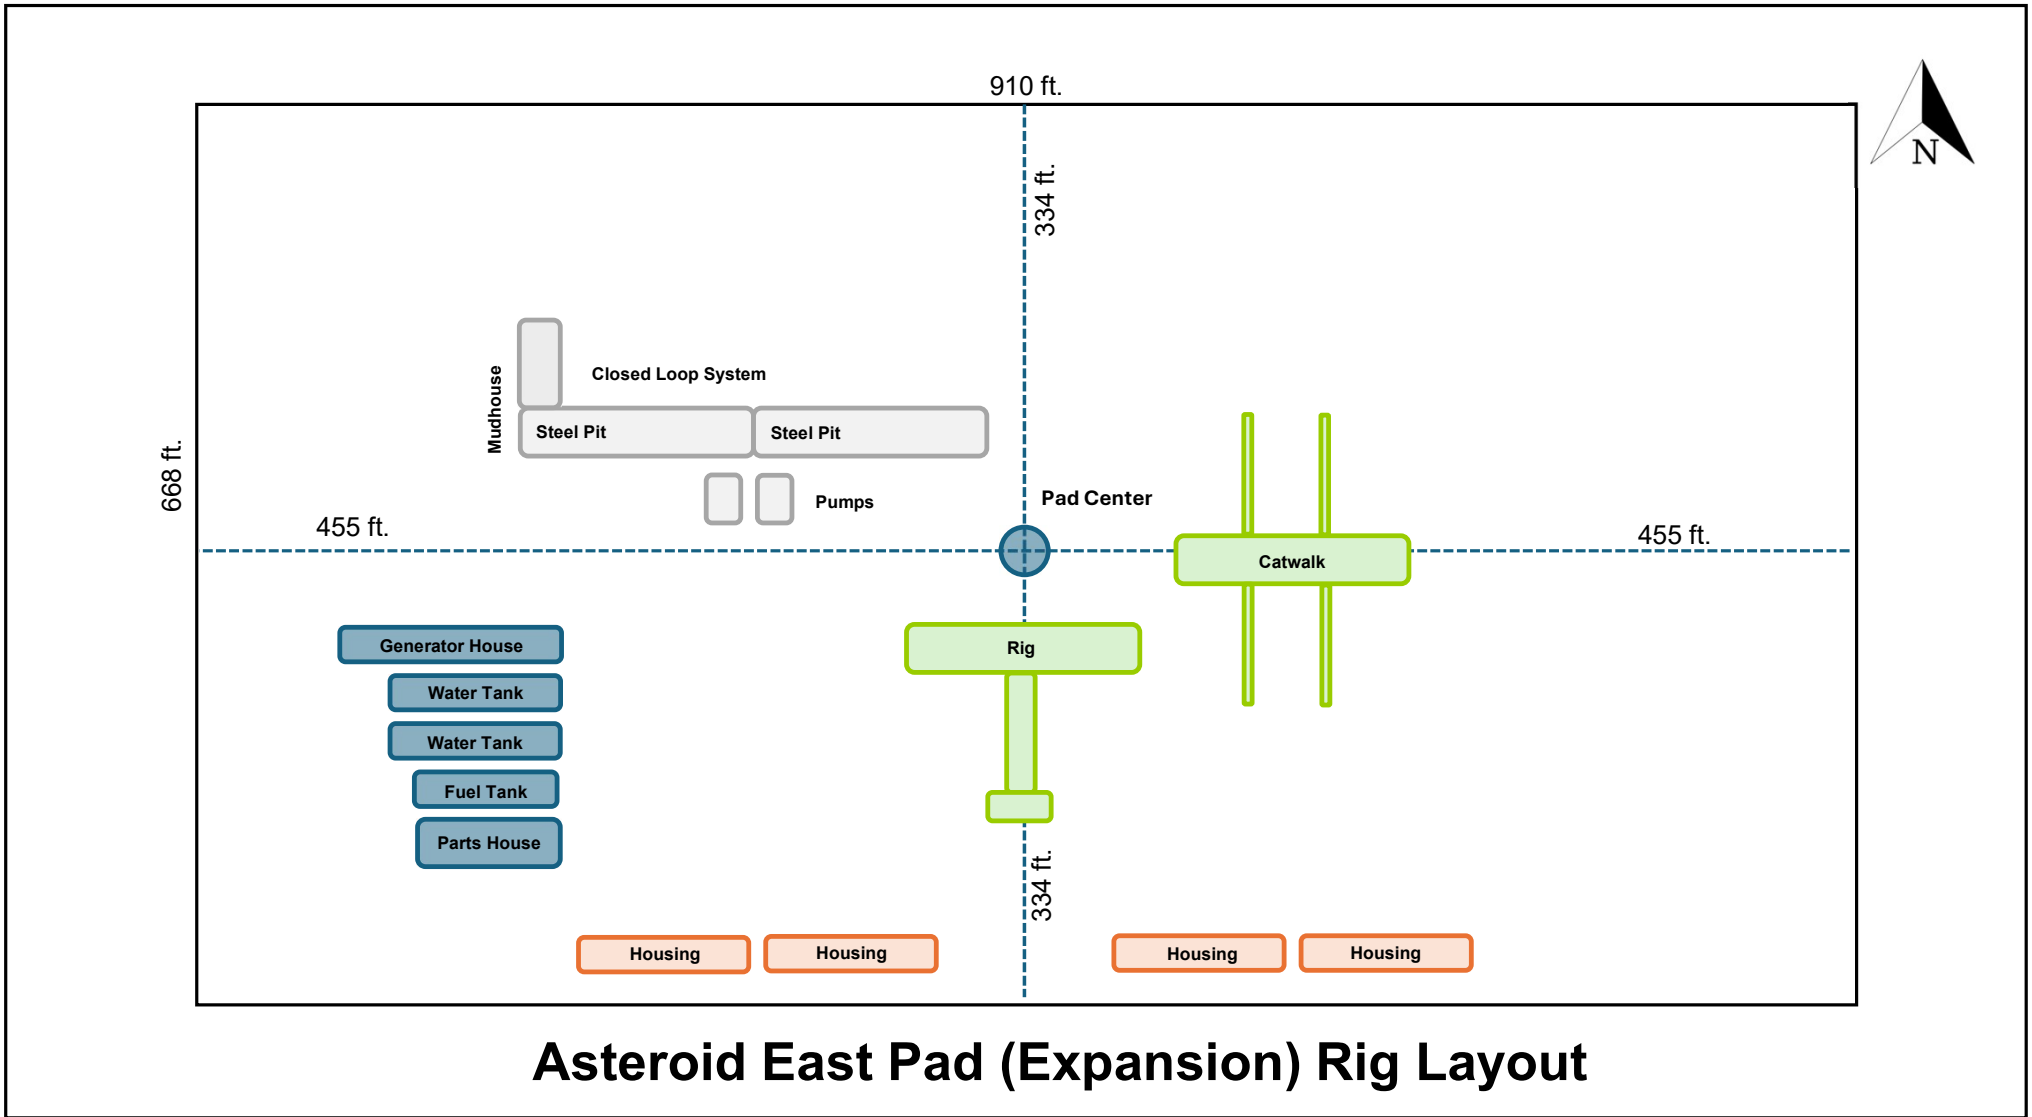 910 ft.
N
334 ft.
Mudhouse
Closed Loop System
Steel Pit
Steel Pit
668 ft.
Pumps
Pad Center
455 ft.
455 ft.
Catwalk
Generator House
Rig
Water Tank
Water Tank
Fuel Tank
Parts House
334 ft.
Housing
Housing
Housing
Housing
Asteroid East Pad (Expansion) Rig Layout